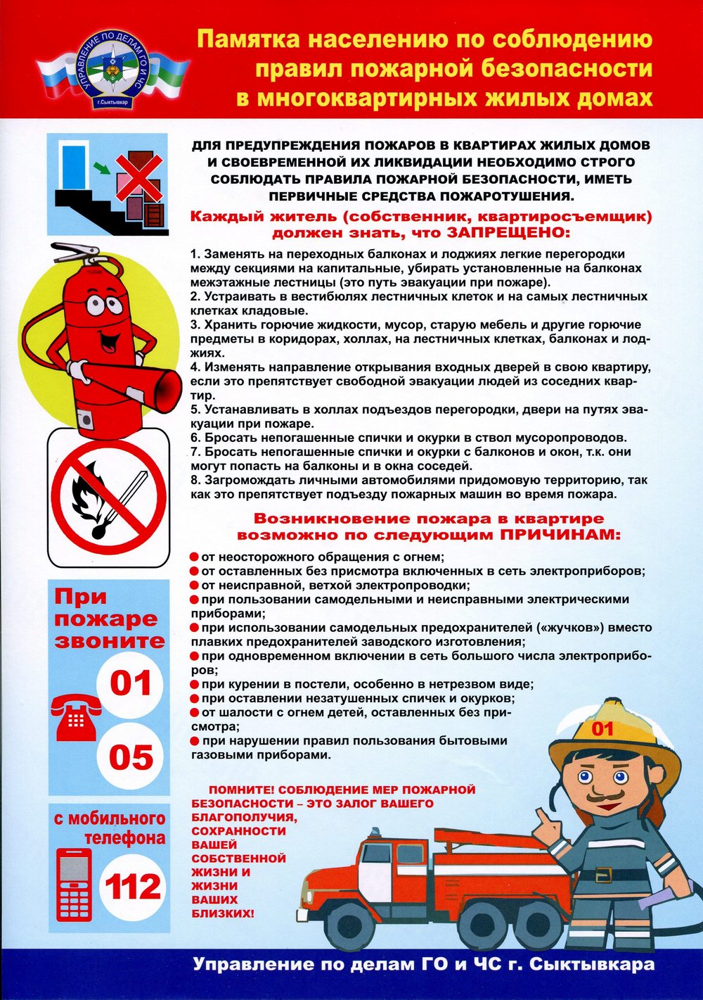 Памятка населению по соблюдению
правил пожарной безопасности
в многоквартирных жилых домах
УПРАВЛЕНИЕ ПО ДЕЛАМ ГО И ЧС
г.Сыктывкар
ДЛЯ ПРЕДУПРЕЖДЕНИЯ ПОЖАРОВ В КВАРТИРАХ ЖИЛЫХ ДОМОВ
И СВОЕВРЕМЕННОЙ ИХ ЛИКВИДАЦИИ НЕОБХОДИМО СТРОГО
СОБЛЮДАТЬ ПРАВИЛА ПОЖАРНОЙ БЕЗОПАСНОСТИ, ИМЕТЬ
ПЕРВИЧНЫЕ СРЕДСТВА ПОЖАРОТУШЕНИЯ.
Каждый житель (собственник, квартиросъемщик)
должен знать, что ЗАПРЕЩЕНО:
1. Заменять на переходных балконах и лоджиях легкие перегородки
между секциями на капитальные, убирать установленные на балконах
межэтажные лестницы (это путь эвакуации при пожаре).
2. Устраивать в вестибюлях лестничных клеток и на самых лестничных
клетках кладовые.
3. Хранить горючие жидкости, мусор, старую мебель и другие горючие
предметы в коридорах, холлах, на лестничных клетках, балконах и лод-
жиях.
4. Изменять направление открывания входных дверей в свою квартиру,
если это препятствует свободной эвакуации людей из соседних квар-
тир.
5. Устанавливать в холлах подъездов перегородки, двери на путях эва-
куации при пожаре.
6. Бросать непогашенные спички и окурки в ствол мусоропроводов.
7. Бросать непогашенные спички и окурки с балконов и окон, т.к. они
могут попасть на балконы и в окна соседей.
8. Загромождать личными автомобилями придомовую территорию, так
как это препятствует подъезду пожарных машин во время пожара.
Возникновение пожара в квартире
возможно по следующим ПРИЧИНАМ:
от неосторожного обращения с огнем;
от оставленных без присмотра включенных в сеть электроприборов;
от неисправной, ветхой электропроводки;
при пользовании самодельными и неисправными электрическими
приборами;
при использовании самодельных предохранителей («жучков») вместо
плавких предохранителей заводского изготовления;
при одновременном включении в сеть большого числа электроприбо-
ров;
при курении в постели, особенно в нетрезвом виде;
при оставлении незатушенных спичек и окурков;
от шалости с огнем детей, оставленных без при-
смотра;
при нарушении правил пользования бытовыми
газовыми приборами.
При
пожаре
звоните
01
05
с мобильного
телефона
112
ПОМНИТЕ! СОБЛЮДЕНИЕ МЕР ПОЖАРНОЙ
БЕЗОПАСНОСТИ – ЭТО ЗАЛОГ ВАШЕГО
БЛАГОПОЛУЧИЯ,
СОХРАННОСТИ
ВАШЕЙ
СОБСТВЕННОЙ
ЖИЗНИ И
ЖИЗНИ
ВАШИХ
БЛИЗКИХ!
01
Управление по делам ГО и ЧС г. Сыктывкара